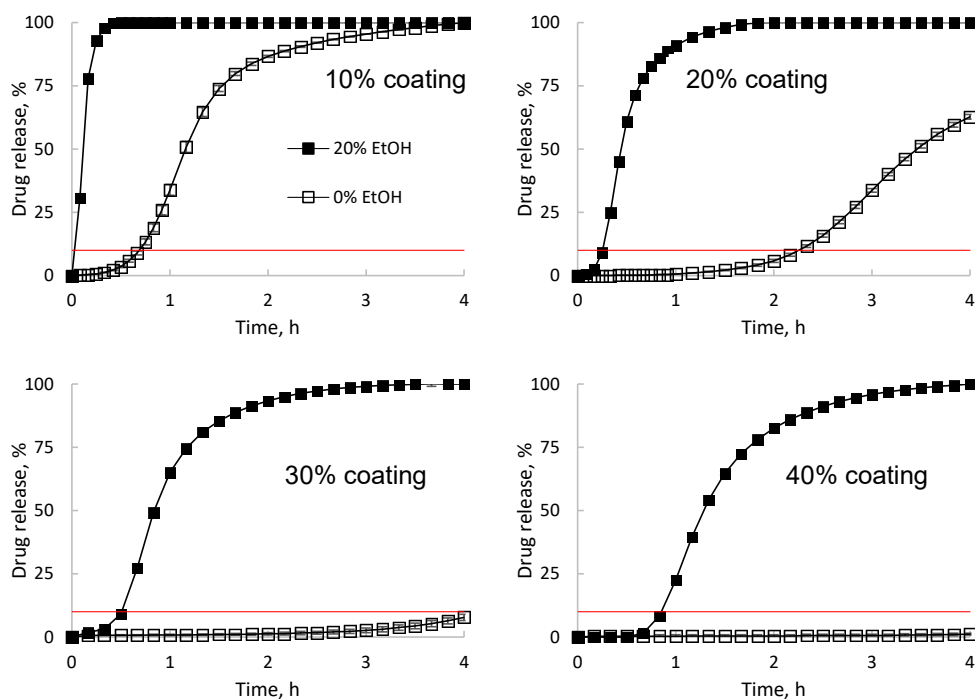 100
75
50
25
0
Drug release, %
10% coating
20% EtOH
0% EtOH
0 1 2 3 4
Time, h
100
75
50
25
0
Drug release, %
20% coating
0 1 2 3 4
Time, h
100
75
50
25
0
Drug release, %
30% coating
0 1 2 3 4
Time, h
100
75
50
25
0
Drug release, %
40% coating
0 1 2 3 4
Time, h